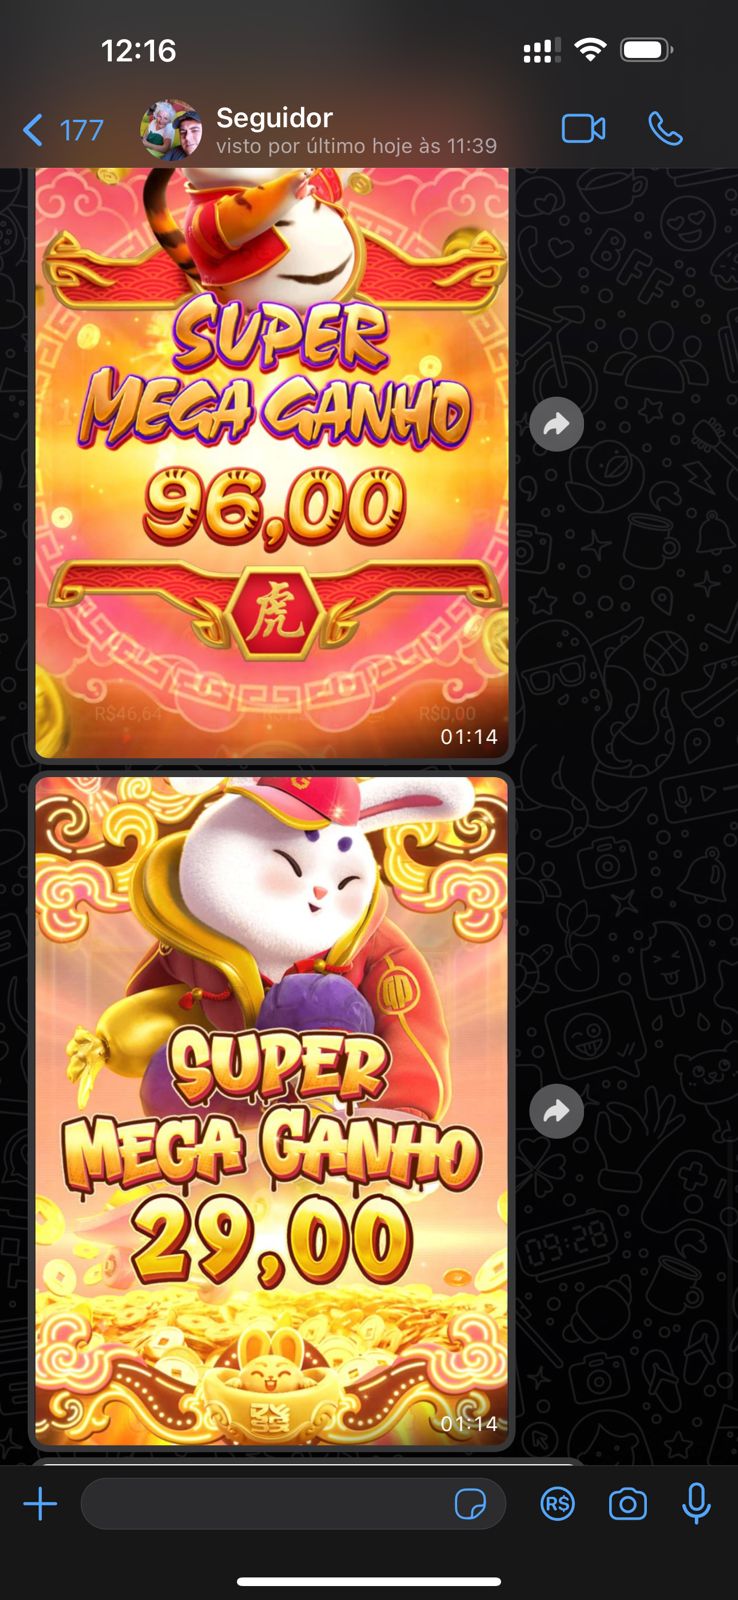 12:16
177
Seguidor
visto por último hoje às 11:39
SUPER
MEGA GANHO
96,00
虎
R$46,64
R$0,00
01:14
SUPER
MEGA GANHO
29,00
發
01:14
R$